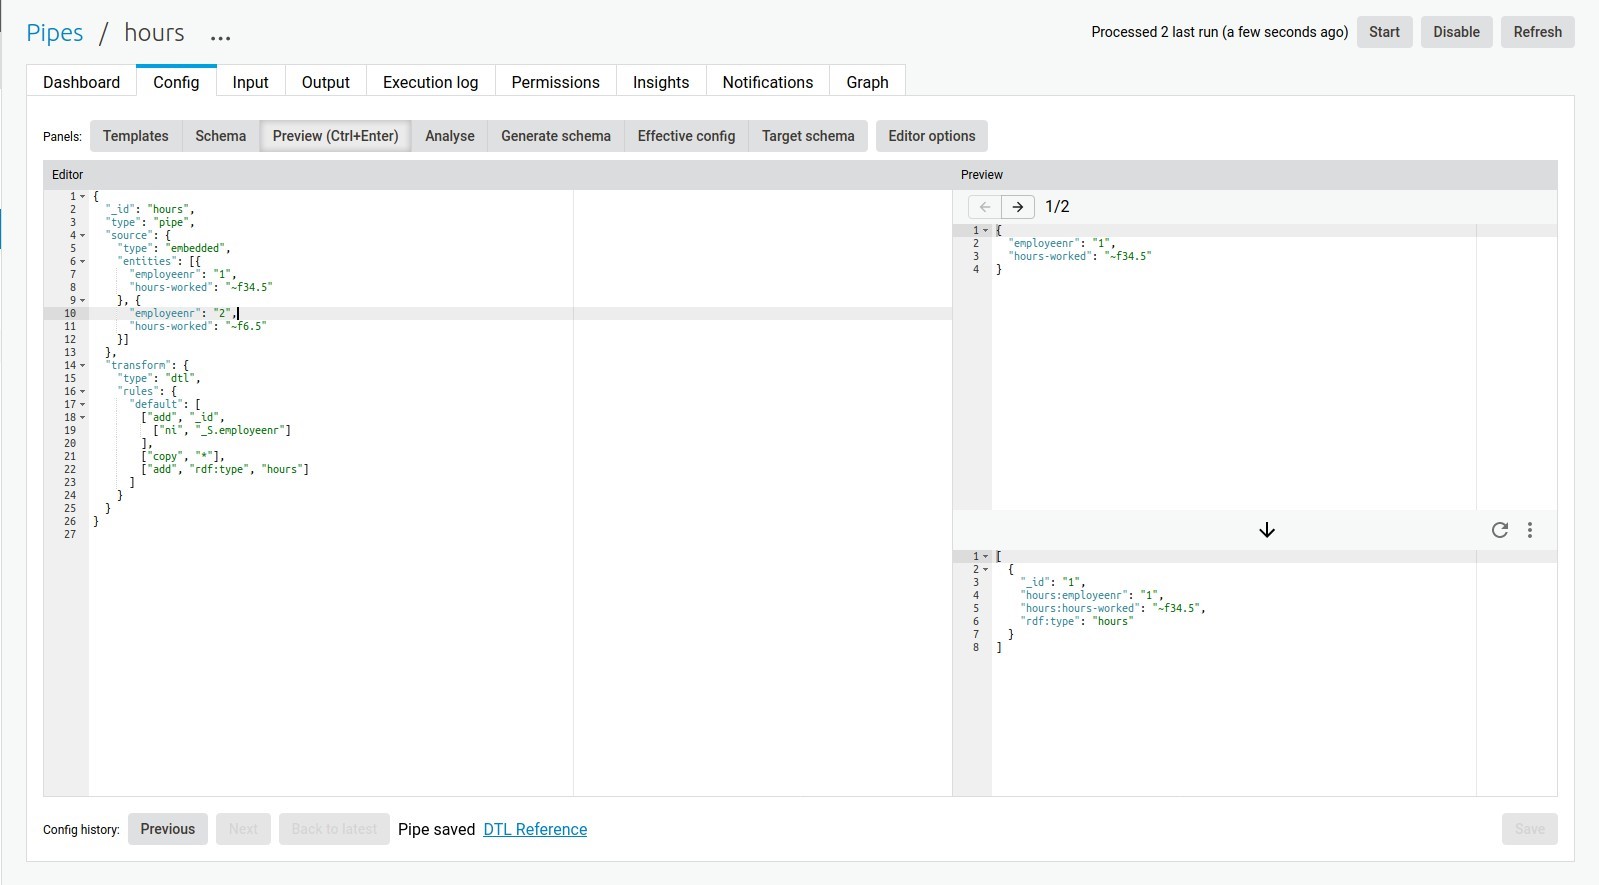 Pipes / hours ...
Processed 2 last run (a few seconds ago) Start Disable Refresh
Dashboard Config Input Output Execution log Permissions Insights Notifications Graph
Panels: Templates Schema Preview (Ctrl+Enter) Analyse Generate schema Effective config Target schema Editor options
Editor
1 {
2 "_id": "hours",
3 "type": "pipe",
4 "source": {
5 "type": "embedded",
6 "entities": [{
7 "employeenr": "1",
8 "hours-worked": "~f34.5"
9 }, {
10 "employeenr": "2",
11 "hours-worked": "~f6.5"
12 }]
13 },
14 "transform": {
15 "type": "dtl",
16 "rules": {
17 "default": [
18 ["add", "_id",
19 ["ni", "_S.employeenr"]
20 ],
21 ["copy", "*"],
22 ["add", "rdf:type", "hours"]
23 ]
24 }
25 }
26 }
27
Preview
1/2
1 {
2 "employeenr": "1",
3 "hours-worked": "~f34.5"
4 }
1 [
2 {
3 "_id": "1",
4 "hours:employeenr": "1",
5 "hours:hours-worked": "~f34.5",
6 "rdf:type": "hours"
7 }
8 ]
Config history: Previous Next Back to latest Pipe saved DTL Reference Save